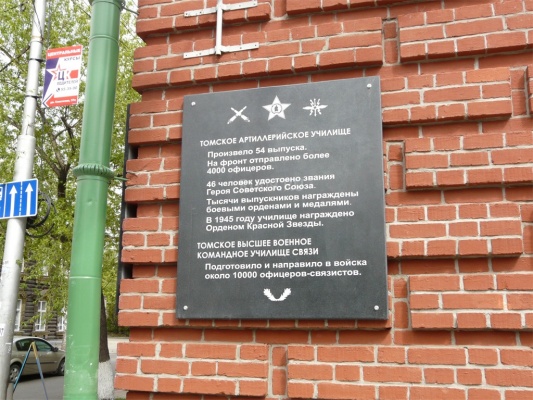 ЦЕНТРАЛЬНЫЕ
КУРСЫ
ТОМСКОЕ АРТИЛЛЕРИЙСКОЕ УЧИЛИЩЕ
Произвело 54 выпуска.
На фронт отправлено более
4000 офицеров.
46 человек удостоено звания
Героя Советского Союза.
Тысячи выпускников награждены
боевыми орденами и медалями.
В 1945 году училище награждено
Орденом Красной Звезды.
ТОМСКОЕ ВЫСШЕЕ ВОЕННОЕ
КОМАНДНОЕ УЧИЛИЩЕ СВЯЗИ
Подготовило и направило в войска
около 10000 офицеров-связистов.